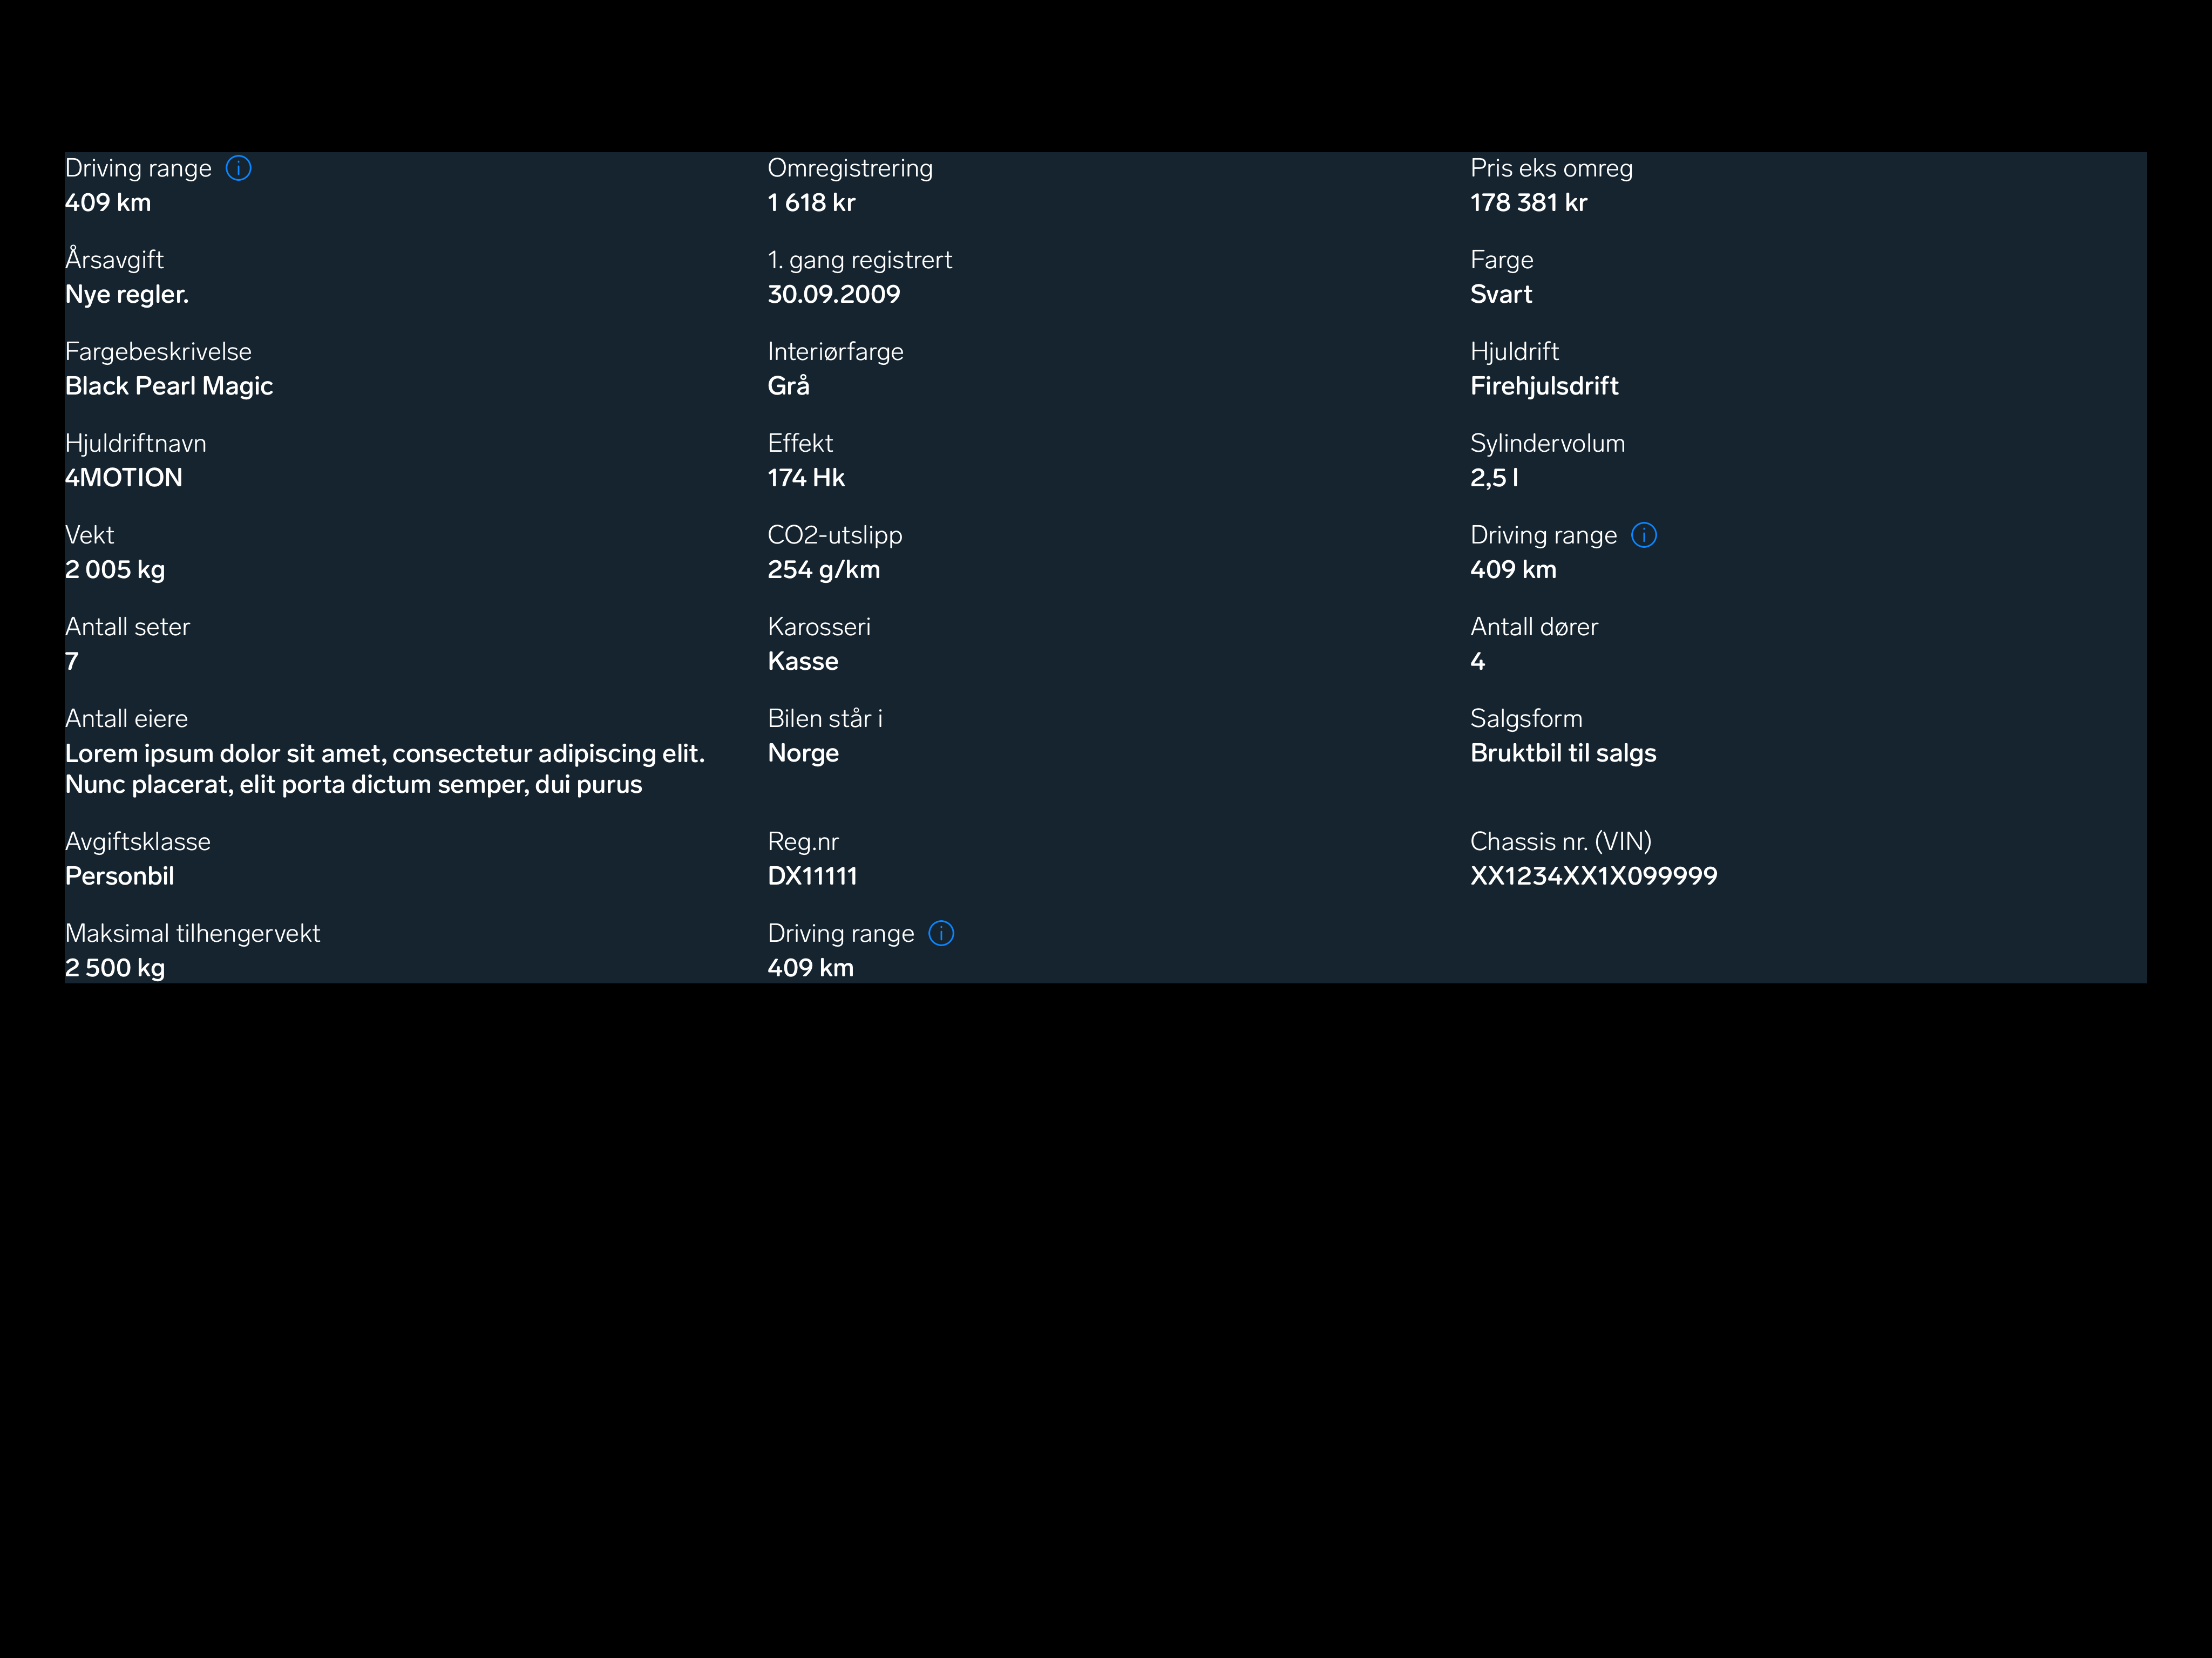 Driving range
409 km
Omregistrering
1 618 kr
Pris eks omreg
178 381 kr
Årsavgift
Nye regler.
1. gang registrert
30.09.2009
Farge
Svart
Fargebeskrivelse
Black Pearl Magic
Interiørfarge
Grå
Hjuldrift
Firehjulsdrift
Hjuldriftnavn
4MOTION
Effekt
174 Hk
Sylindervolum
2,5 l
Vekt
2 005 kg
CO2-utslipp
254 g/km
Driving range
409 km
Antall seter
7
Karosseri
Kasse
Antall dører
4
Antall eiere
Lorem ipsum dolor sit amet, consectetur adipiscing elit.
Nunc placerat, elit porta dictum semper, dui purus
Bilen står i
Norge
Salgsform
Bruktbil til salgs
Avgiftsklasse
Personbil
Reg.nr
DX11111
Chassis nr. (VIN)
XX1234XX1X099999
Maksimal tilhengervekt
2 500 kg
Driving range
409 km